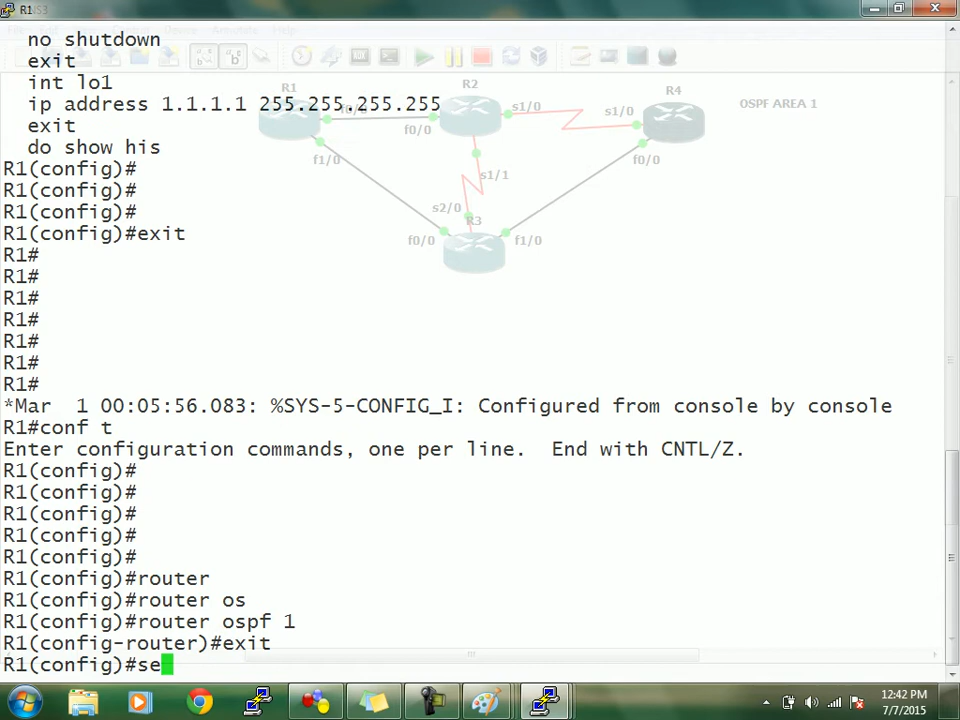 R1
no shutdown
exit
int lo1
ip address 1.1.1.1 255.255.255.255
exit
do show his
R1(config)#
R1(config)#
R1(config)#
R1(config)#exit
R1#
R1#
R1#
R1#
R1#
R1#
R1#
*Mar  1 00:05:56.083: %SYS-5-CONFIG_I: Configured from console by console
R1#conf t
Enter configuration commands, one per line.  End with CNTL/Z.
R1(config)#
R1(config)#
R1(config)#
R1(config)#
R1(config)#
R1(config)#router
R1(config)#router os
R1(config)#router ospf 1
R1(config-router)#exit
R1(config)#se
R1
R2
R4
OSPF AREA 1
f0/0
f0/0
s1/0
s1/0
f1/0
s1/1
f0/0
s2/0
R3
f0/0
f1/0
12:42 PM
7/7/2015